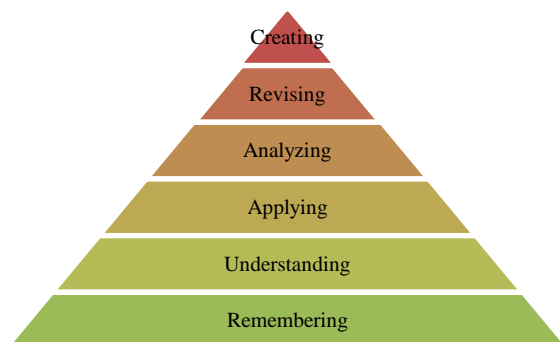 Creating
Revising
Analyzing
Applying
Understanding
Remembering